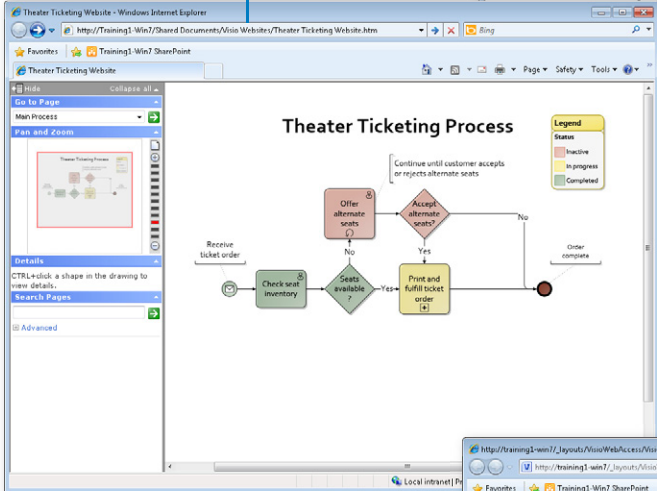 Theater Ticketing Website - Windows Internet Explorer
http://Training1-Win7/Shared Documents/Visio Websites/Theater Ticketing Website.htm
Bing
Favorites
Training1-Win7 SharePoint
Theater Ticketing Website
Page
Safety
Tools
Hide
Collapse all
Go to Page
Main Process
Pan and Zoom
Theater Ticketing Process
Details
CTRL+click a shape in the drawing to
view details.
Search Pages
Advanced
Theater Ticketing Process
Legend
Status
Inactive
in progress
Completed
Continue until customer accepts
or rejects alternate seats
Offer
alternate
seats
Accept
alternate
seats?
No
Receive
ticket order
No
Yes
Order
complete
Check seat
inventory
Seats
available
?
Yes
Print and
fulfill ticket
order
Local intranet | Pr
http://training1-win7/_layouts/VisioWebAccess/Visi
http://training1-win7/_layouts/Visio
Favorites
Training1-Win7 SharePoint